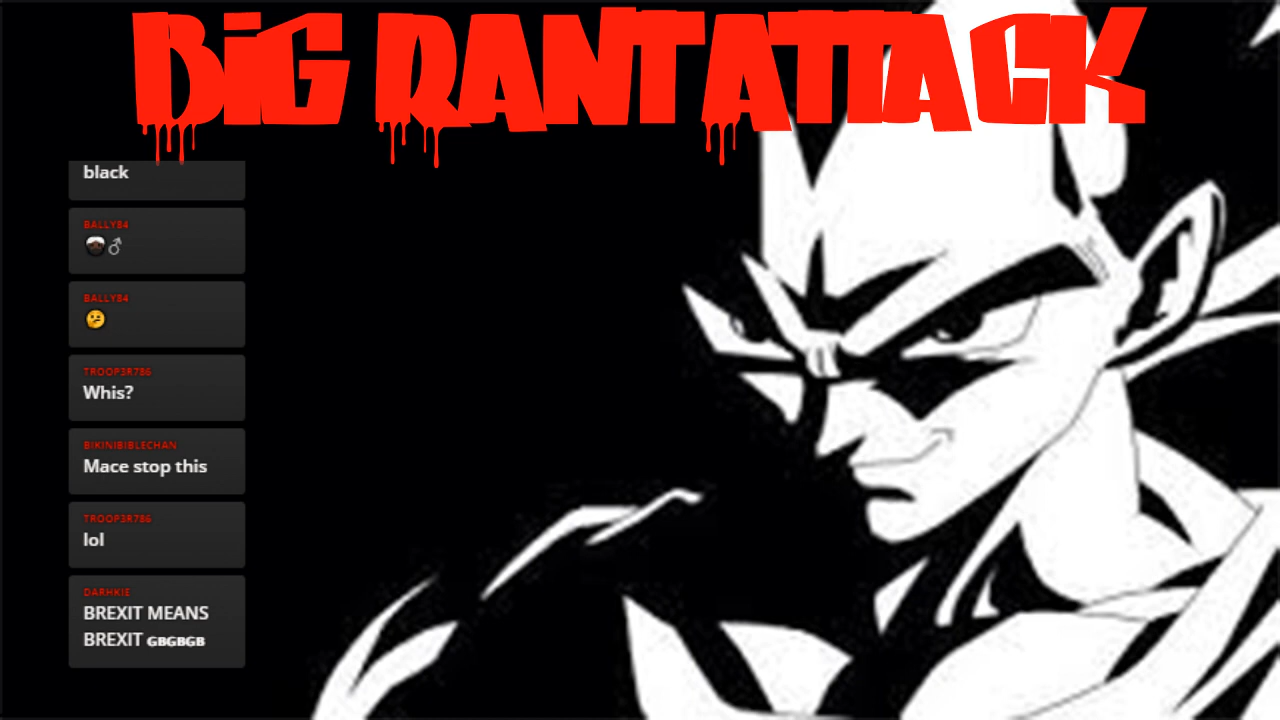 BiG RANTATTACK
black
BALLY84
BALLY84
TROOP3R786
Whis?
BIKINIBIBLECHAN
Mace stop this
TROOP3R786
lol
DARHKIE
BREXIT MEANS
BREXIT GBGBGB